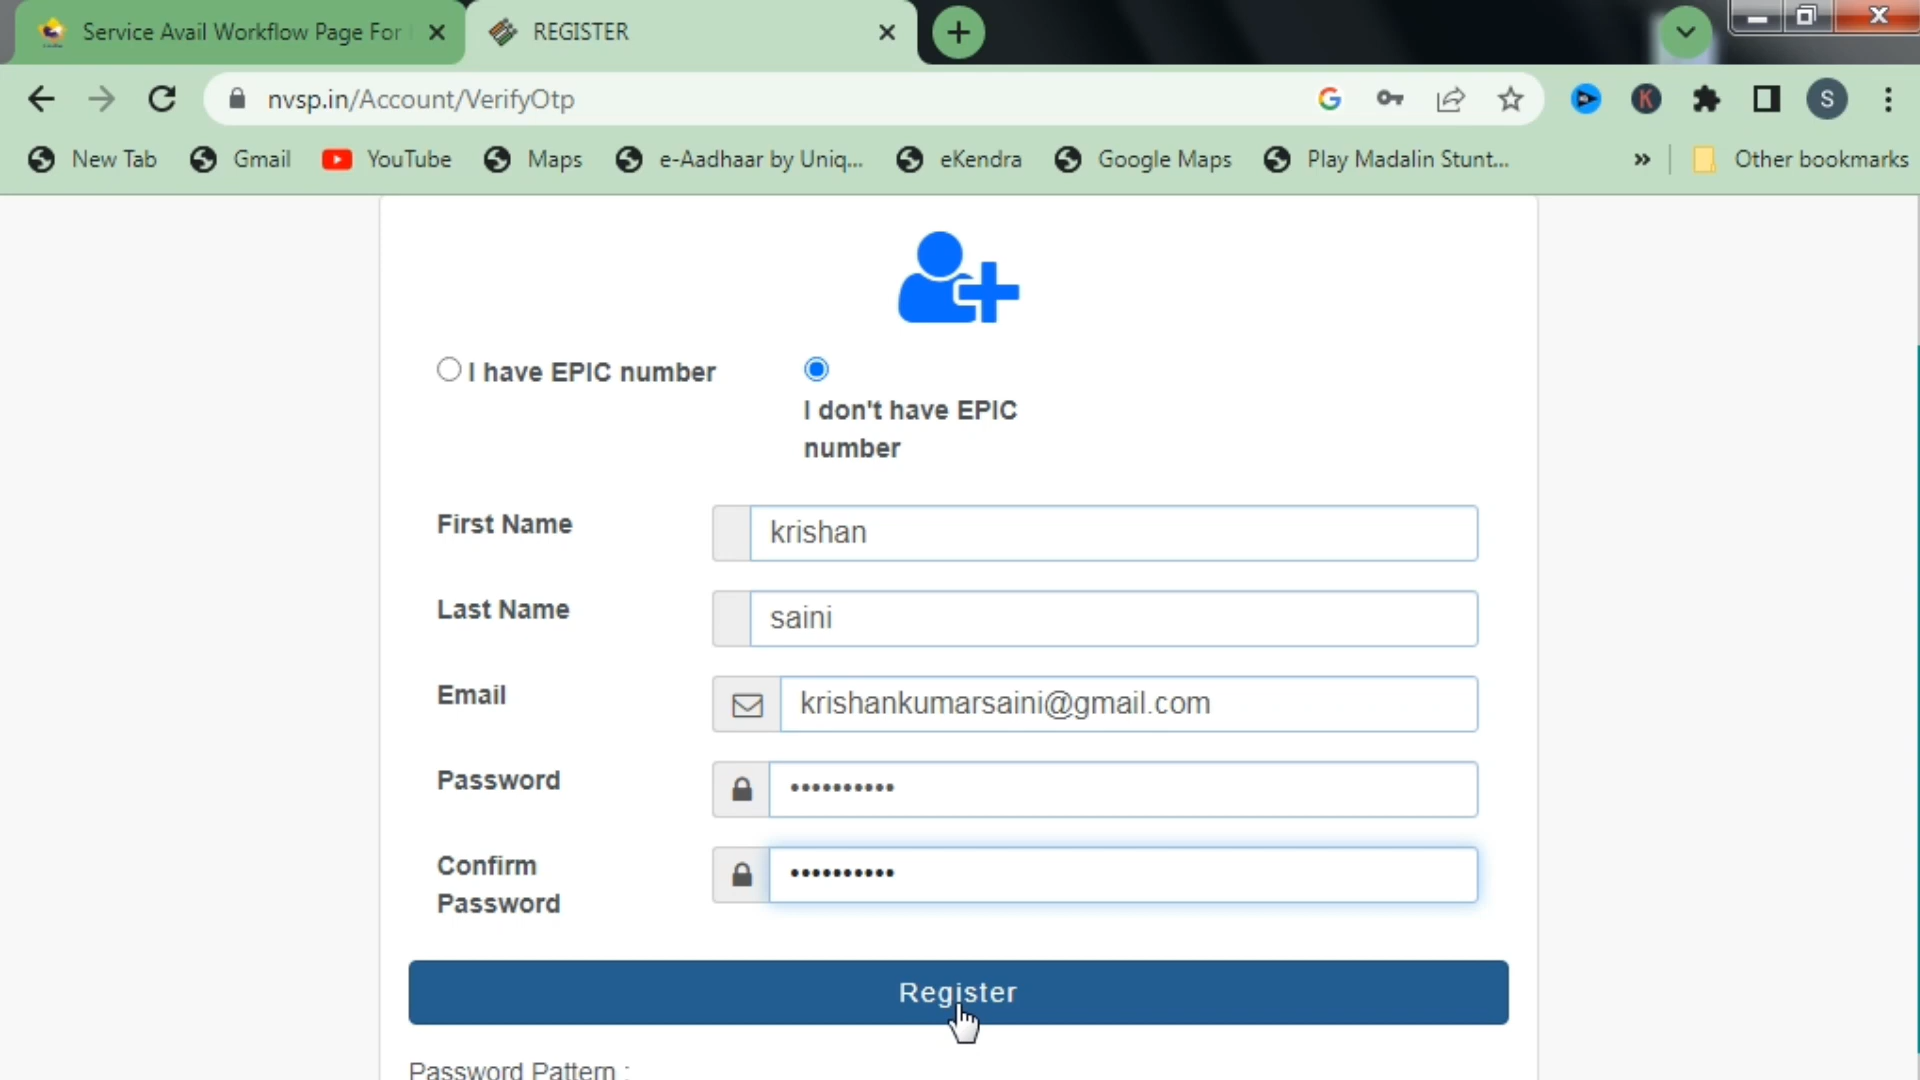 Service Avail Workflow Page For
REGISTER
nvsp.in/Account/VerifyOtp
K
S
New Tab
Gmail
YouTube
Maps
e-Aadhaar by Uniq...
eKendra
Google Maps
Play Madalin Stunt...
»
Other bookmarks
I have EPIC number
I don't have EPIC
number
First Name
krishan
Last Name
saini
Email
krishankumarsaini@gmail.com
Password
••••••••••
Confirm
Password
••••••••••
Register
Password Pattern :